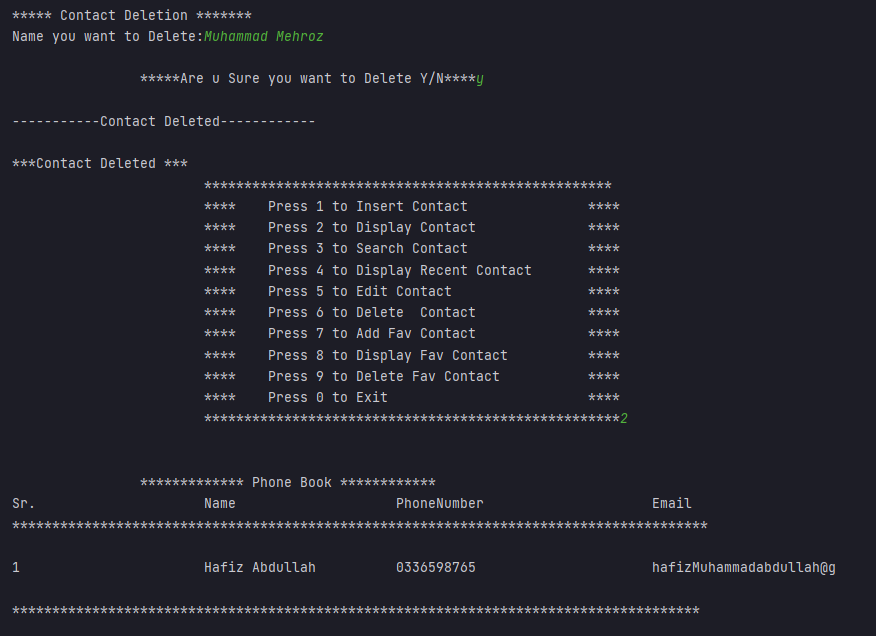 ***** Contact Deletion *******
Name you want to Delete:Muhammad Mehroz
*****Are u Sure you want to Delete Y/N****y
-----------Contact Deleted------------
***Contact Deleted ***
***************************************************
**** Press 1 to Insert Contact ****
**** Press 2 to Display Contact ****
**** Press 3 to Search Contact ****
**** Press 4 to Display Recent Contact ****
**** Press 5 to Edit Contact ****
**** Press 6 to Delete  Contact ****
**** Press 7 to Add Fav Contact ****
**** Press 8 to Display Fav Contact ****
**** Press 9 to Delete Fav Contact ****
**** Press 0 to Exit ****
****************************************************2
************* Phone Book ************
Sr. Name PhoneNumber Email
***************************************************************************************
1 Hafiz Abdullah 0336598765 hafizMuhammadabdullah@g
**************************************************************************************